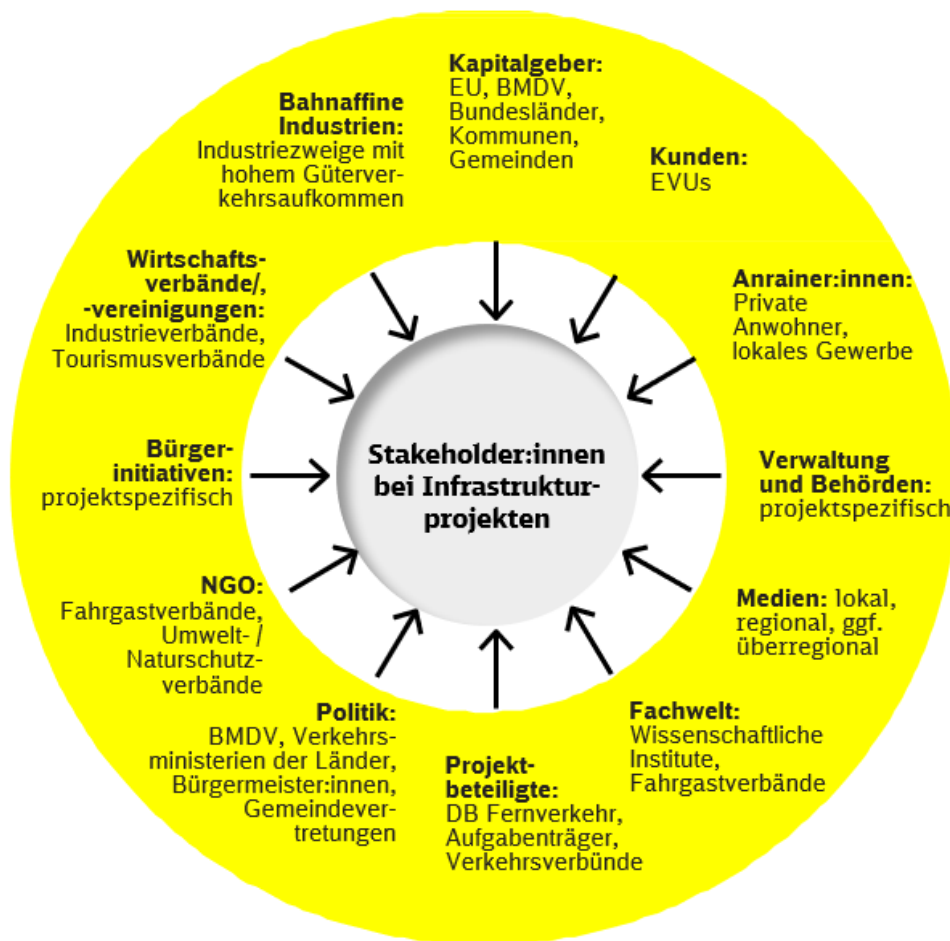 Kapitalgeber:
EU, BMDV,
Bundesländer,
Kommunen,
Gemeinden
Kunden:
EVUs
Anrainer:innen:
Private
Anwohner,
lokales Gewerbe
Verwaltung
und Behörden:
projektspezifisch
Medien: lokal,
regional, ggf.
überregional
Fachwelt:
Wissenschaftliche
Institute,
Fahrgastverbände
Projekt-
beteiligte:
DB Fernverkehr,
Aufgabenträger,
Verkehrsverbünde
Politik:
BMDV, Verkehrs-
ministerien der Länder,
Bürgermeister:innen,
Gemeindever-
tretungen
NGO:
Fahrgastverbände,
Umwelt- /
Naturschutz-
verbände
Bürger-
initiativen:
projektspezifisch
Wirtschafts-
verbände/,
-vereinigungen:
Industrieverbände,
Tourismusverbände
Bahnaffine
Industrien:
Industriezweige mit
hohem Güterver-
kehrsaufkommen
Stakeholder:innen
bei Infrastruktur-
projekten